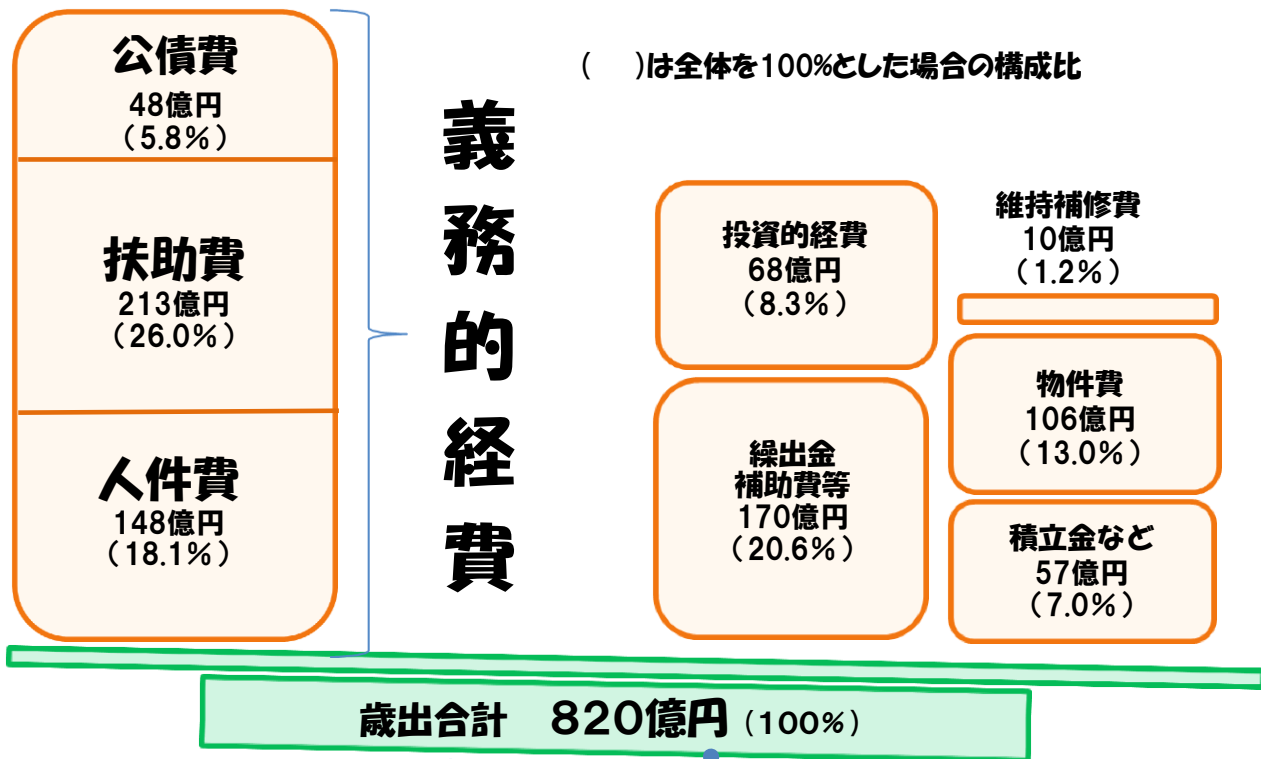 公債費
48億円
（5.8％）
扶助費
213億円
（26.0％）
人件費
148億円
（18.1％）
義務的経費
（　）は全体を100%とした場合の構成比
投資的経費
68億円
（8.3％）
繰出金
補助費等
170億円
（20.6％）
維持補修費
10億円
（1.2％）
物件費
106億円
（13.0％）
積立金など
57億円
（7.0％）
歳出合計　820億円（100％）